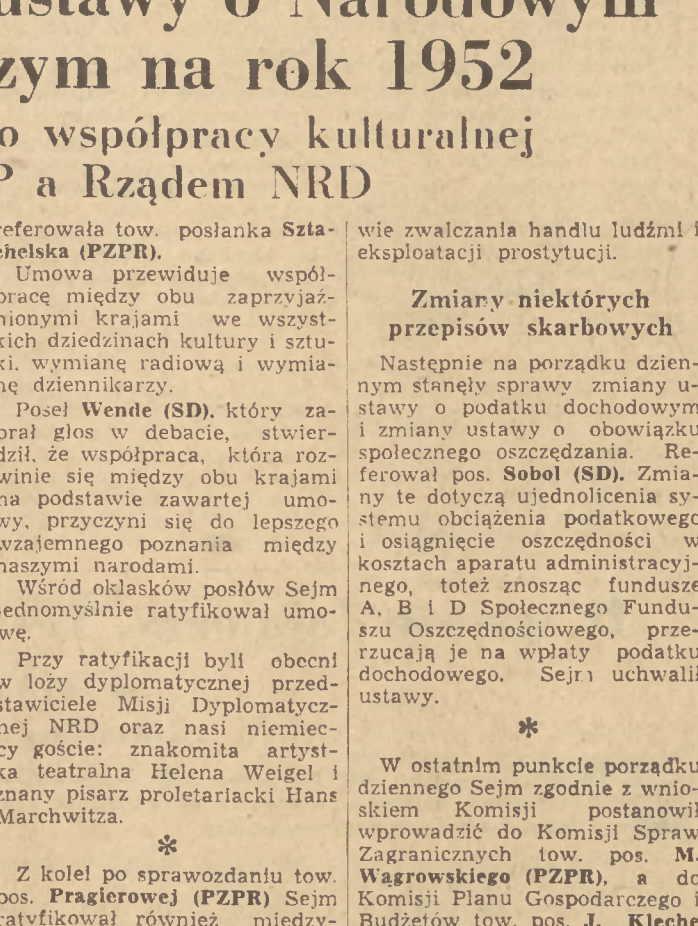 ustawy o Narodowym
zym na rok 1952
o współpracy kulturalnej
P a Rządem NRD
referowała tow. posłanka Szta-
chelska (PZPR).
Umowa przewiduje współ-
pracę między obu zaprzyjaź-
nionymi krajami we wszyst-
kich dziedzinach kultury i sztu-
ki, wymianę radiową i wymia-
nę dziennikarzy.
Poseł Wende (SD), który za-
brał głos w debacie, stwier-
dził, że współpraca, która roz-
winie się między obu krajami
na podstawie zawartej umo-
wy, przyczyni się do lepszego
wzajemnego poznania między
naszymi narodami.
Wśród oklasków posłów Sejm
jednomyślnie ratyfikował umo-
wę.
Przy ratyfikacji byli obecni
w loży dyplomatycznej przed-
stawiciele Misji Dyplomatycz-
nej NRD oraz nasi niemiec-
cy goście: znakomita artyst-
ka teatralna Helena Weigel i
znany pisarz proletariacki Hans
Marchwitza.
*
Z kolei po sprawozdaniu tow.
pos. Pragierowej (PZPR) Sejm
ratyfikował również między-
wie zwalczania handlu ludźmi i
eksploatacji prostytucji.
Zmiany niektórych
przepisów skarbowych
Następnie na porządku dzien-
nym stanęły sprawy zmiany u-
stawy o podatku dochodowym
i zmiany ustawy o obowiązku
społecznego oszczędzania. Re-
ferował pos. Sobol (SD). Zmia-
ny te dotyczą ujednolicenia sy-
stemu obciążenia podatkowego
i osiągnięcie oszczędności w
kosztach aparatu administracyj-
nego, toteż znosząc fundusze
A, B i D Społecznego Fundu-
szu Oszczędnościowego, prze-
rzucają je na wpłaty podatku
dochodowego. Sejm uchwalił
ustawy.
*
W ostatnim punkcie porządku
dziennego Sejm zgodnie z wnio-
skiem Komisji postanowił
wprowadzić do Komisji Spraw
Zagranicznych tow. pos. M.
Wągrowskiego (PZPR), a do
Komisji Planu Gospodarczego i
Budżetów tow. pos. J. Kleche